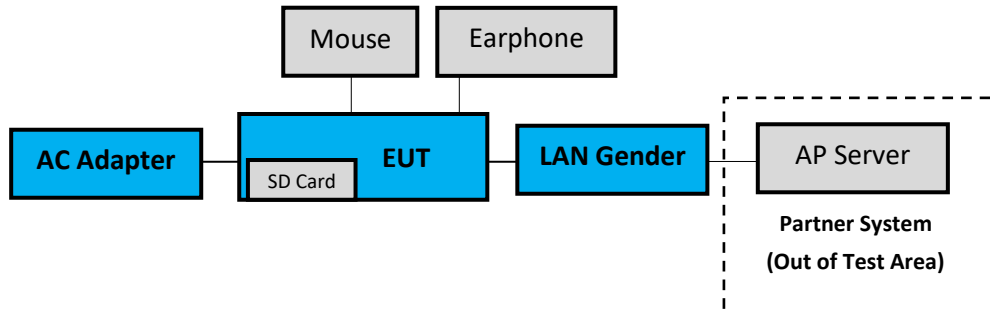 Mouse
Earphone
AC Adapter
EUT
SD Card
LAN Gender
AP Server
Partner System
(Out of Test Area)